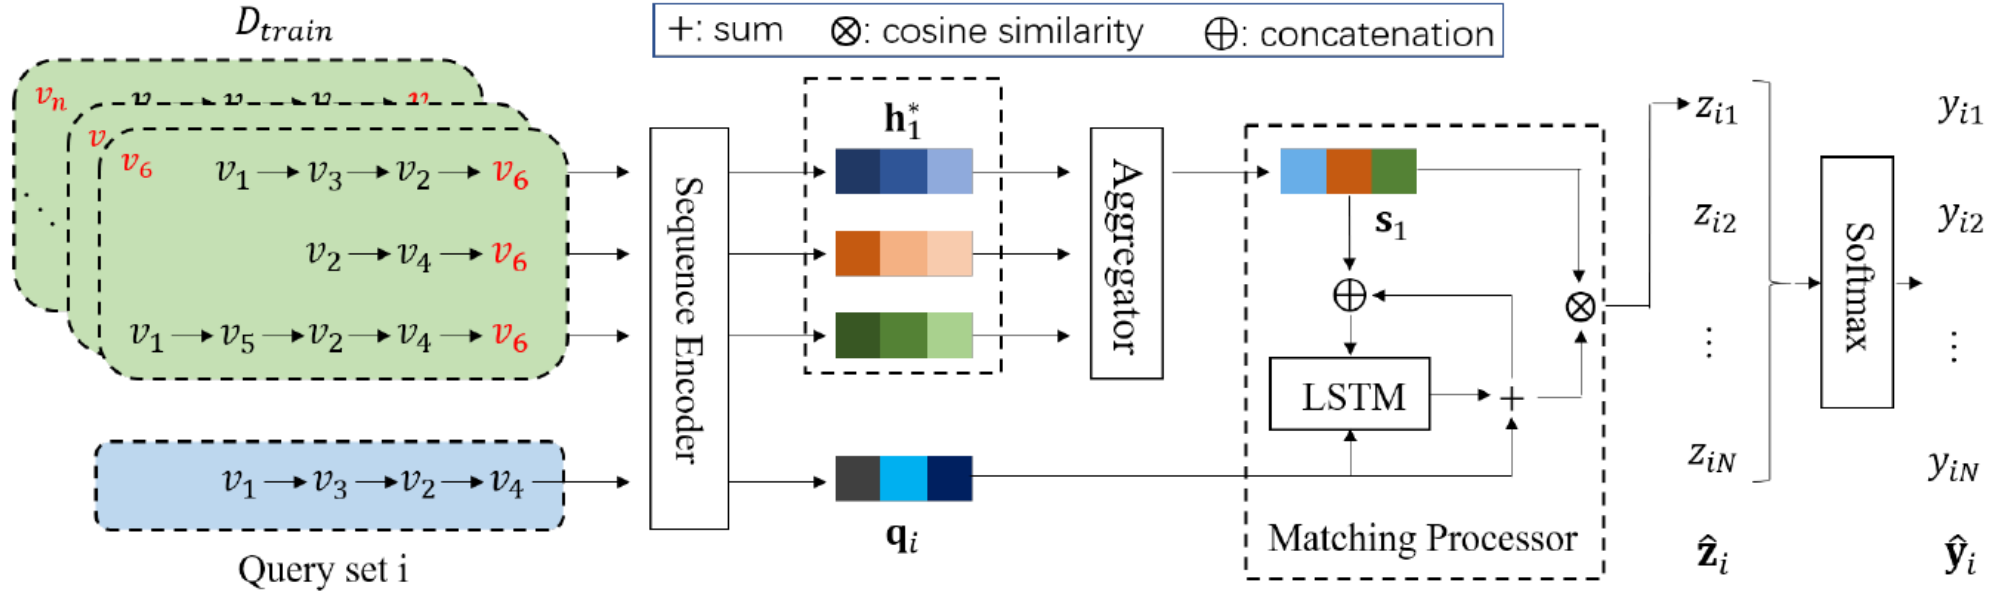 D_train
+: sum ⊗: cosine similarity ⊕: concatenation
v_n
v
v_6
v_1 → v_3 → v_2 → v_6
v_2 → v_4 → v_6
v_1 → v_5 → v_2 → v_4 → v_6
v_1 → v_3 → v_2 → v_4
Query set i
Sequence Encoder
h_1^*
q_i
Aggregator
s_1
⊕
⊗
LSTM
+
Matching Processor
z_i1
z_i2
⋮
z_iN
ẑ_i
Softmax
y_i1
y_i2
⋮
y_iN
ŷ_i